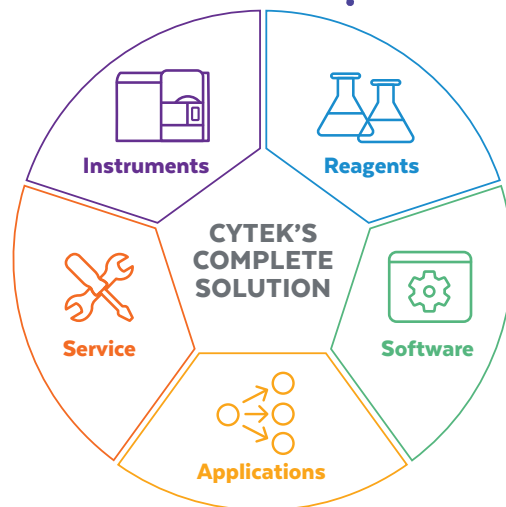 Instruments
Reagents
CYTEK'S
COMPLETE
SOLUTION
Service
Software
Applications